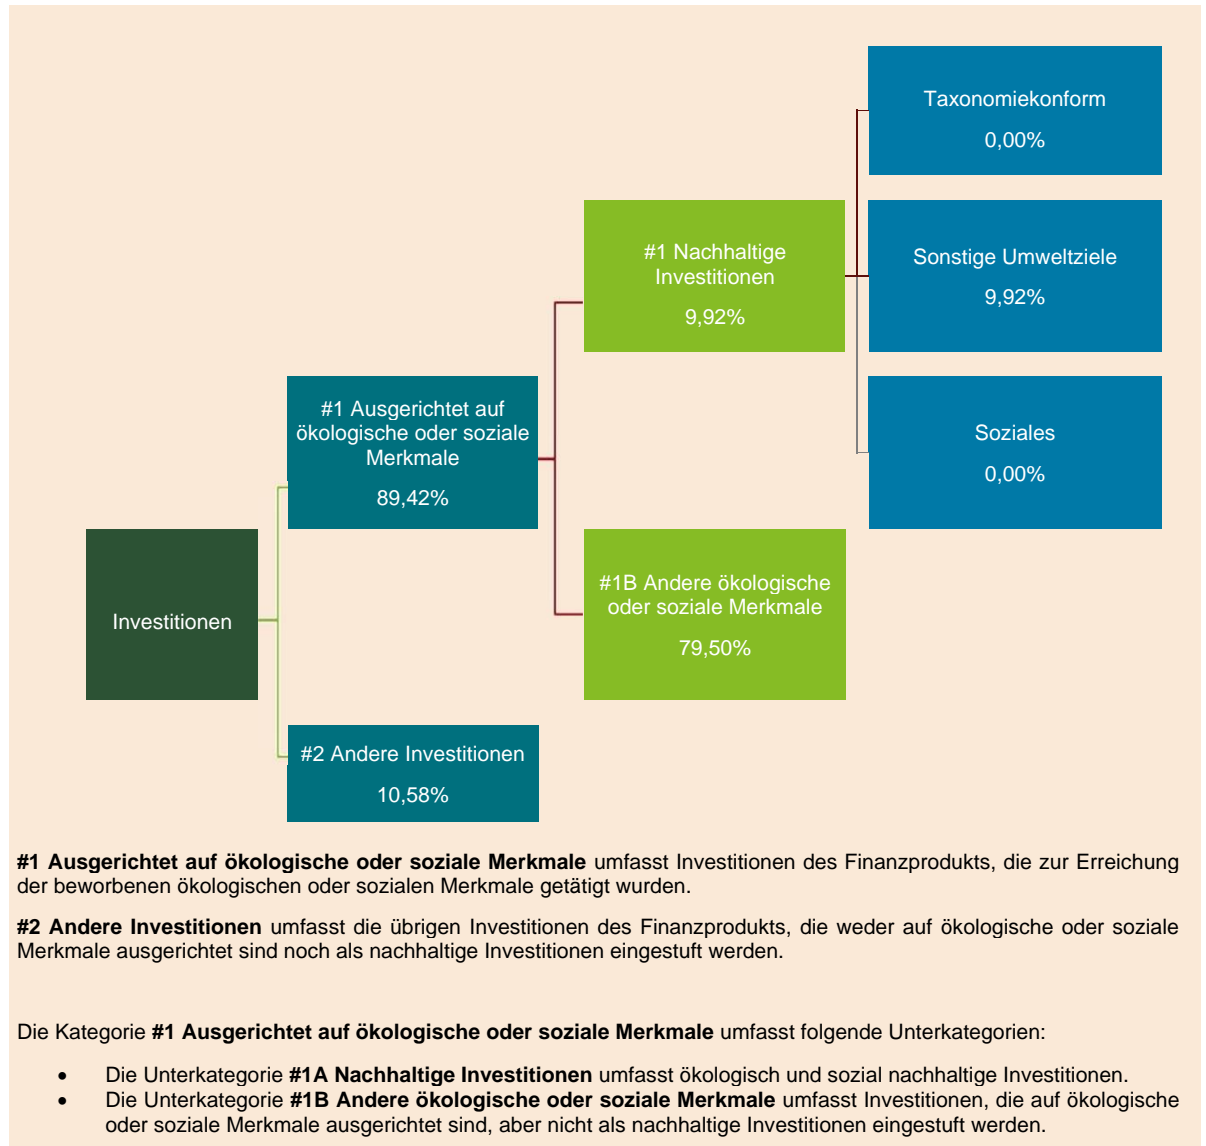 Taxonomiekonform
0,00%
#1 Nachhaltige
Investitionen
9,92%
Sonstige Umweltziele
9,92%
#1 Ausgerichtet auf
ökologische oder soziale
Merkmale
89,42%
Soziales
0,00%
Investitionen
#1B Andere ökologische
oder soziale Merkmale
79,50%
#2 Andere Investitionen
10,58%
#1 Ausgerichtet auf ökologische oder soziale Merkmale umfasst Investitionen des Finanzprodukts, die zur Erreichung
der beworbenen ökologischen oder sozialen Merkmale getätigt wurden.
#2 Andere Investitionen umfasst die übrigen Investitionen des Finanzprodukts, die weder auf ökologische oder soziale
Merkmale ausgerichtet sind noch als nachhaltige Investitionen eingestuft werden.
Die Kategorie #1 Ausgerichtet auf ökologische oder soziale Merkmale umfasst folgende Unterkategorien:
• Die Unterkategorie #1A Nachhaltige Investitionen umfasst ökologisch und sozial nachhaltige Investitionen.
• Die Unterkategorie #1B Andere ökologische oder soziale Merkmale umfasst Investitionen, die auf ökologische
oder soziale Merkmale ausgerichtet sind, aber nicht als nachhaltige Investitionen eingestuft werden.